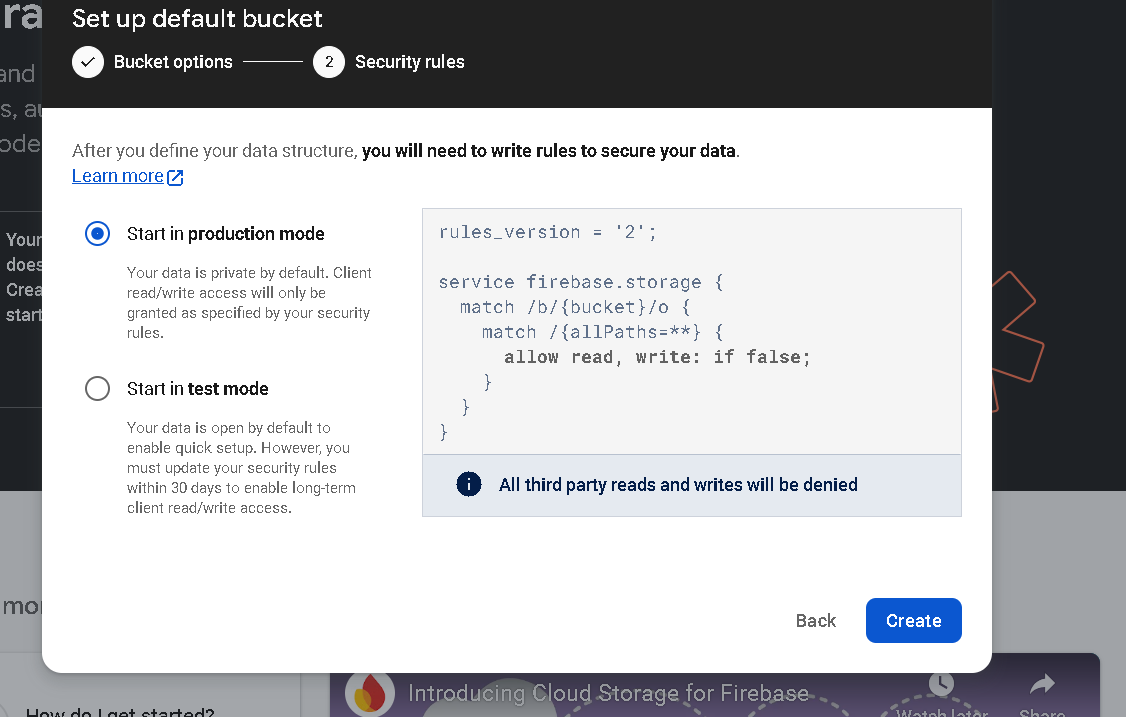 ra
Set up default bucket
Bucket options
2
Security rules
and
s, au
ode
After you define your data structure, you will need to write rules to secure your data.
Learn more
Your
does
Crea
start
Start in production mode
Your data is private by default. Client
read/write access will only be
granted as specified by your security
rules.
Start in test mode
Your data is open by default to
enable quick setup. However, you
must update your security rules
within 30 days to enable long-term
client read/write access.
rules_version = '2';
service firebase.storage {
match /b/{bucket}/o {
match /{allPaths=**} {
allow read, write: if false;
}
}
}
All third party reads and writes will be denied
mor
Back
Create
Introducing Cloud Storage for Firebase
How do I get started?
Watch later
Share